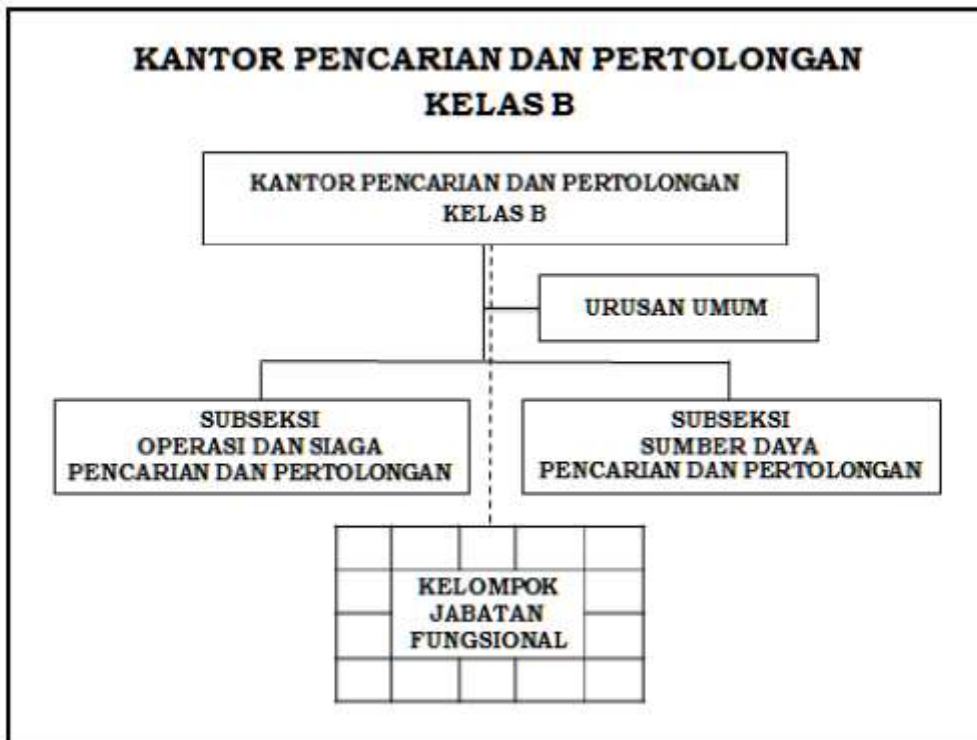 KANTOR PENCARIAN DAN PERTOLONGAN
KELAS B
KANTOR PENCARIAN DAN PERTOLONGAN
KELAS B
URUSAN UMUM
SUBSEKSI
OPERASI DAN SIAGA
PENCARIAN DAN PERTOLONGAN
SUBSEKSI
SUMBER DAYA
PENCARIAN DAN PERTOLONGAN
KELOMPOK
JABATAN
FUNGSIONAL